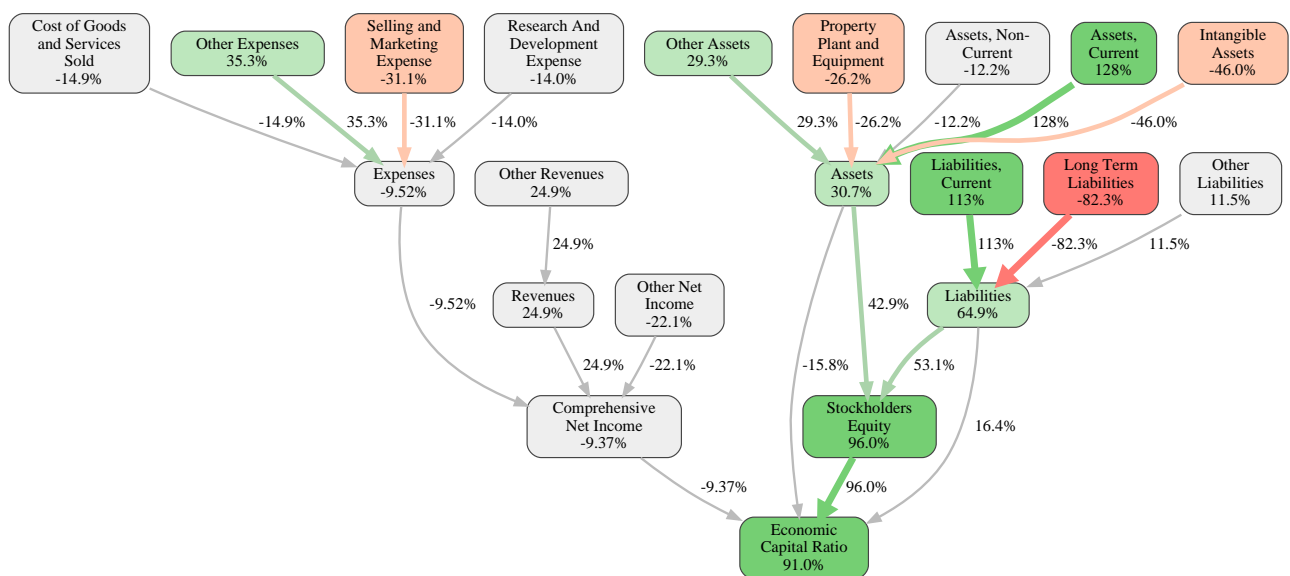 Cost of Goods
and Services
Sold
-14.9%
Other Expenses
35.3%
Selling and
Marketing
Expense
-31.1%
Research And
Development
Expense
-14.0%
Other Assets
29.3%
Property
Plant and
Equipment
-26.2%
Assets, Non-
Current
-12.2%
Assets,
Current
128%
Intangible
Assets
-46.0%
-14.9%
35.3%
-31.1%
-14.0%
29.3%
-26.2%
-12.2%
128%
-46.0%
Expenses
-9.52%
Other Revenues
24.9%
Assets
30.7%
Liabilities,
Current
113%
Long Term
Liabilities
-82.3%
Other
Liabilities
11.5%
24.9%
113%
-82.3%
11.5%
-9.52%
Revenues
24.9%
Other Net
Income
-22.1%
42.9%
Liabilities
64.9%
24.9%
-22.1%
-15.8%
53.1%
Comprehensive
Net Income
-9.37%
Stockholders
Equity
96.0%
16.4%
-9.37%
96.0%
Economic
Capital Ratio
91.0%